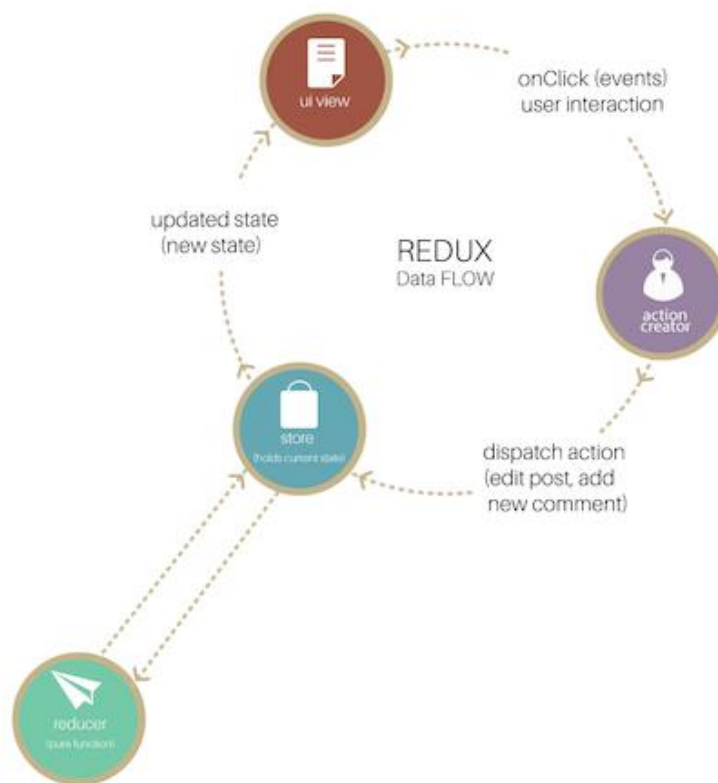 ui view
onClick (events)
user interaction
updated state
(new state)
REDUX
Data FLOW
action
creator
store
(holds current state)
dispatch action
(edit post, add
new comment)
reducer
(pure function)